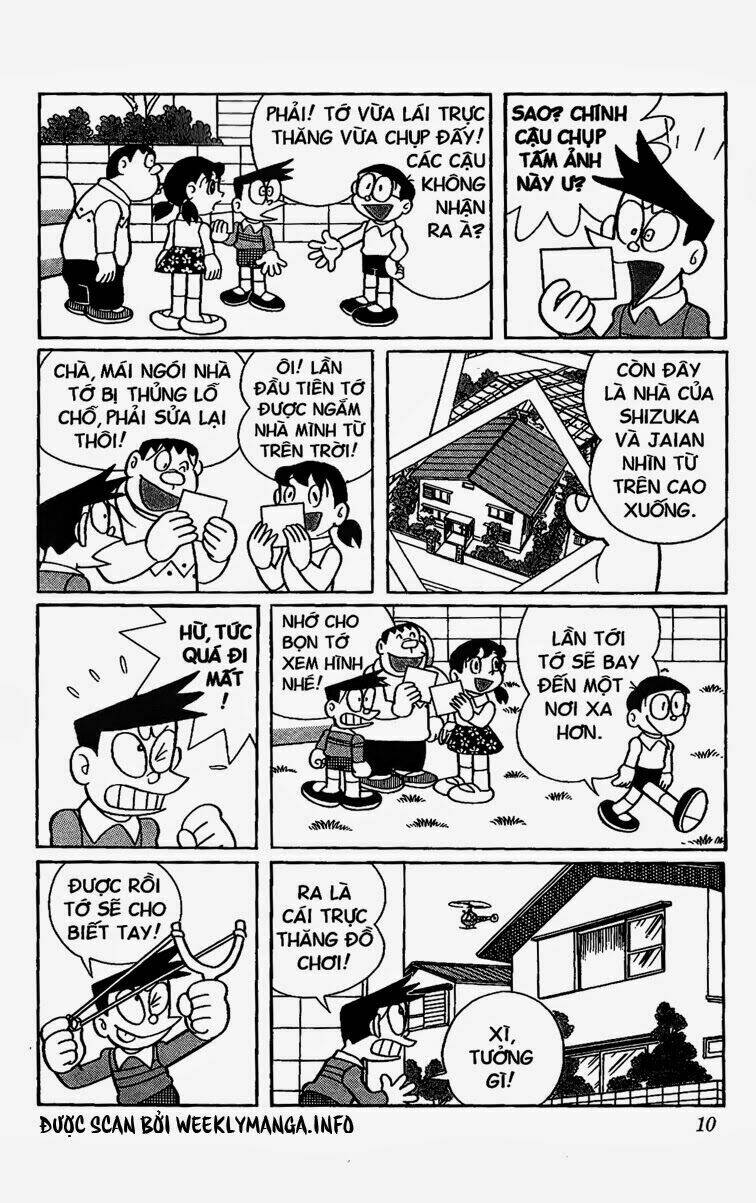 PHẢI! TỚ VỪA LÁI TRỰC
THĂNG VỪA CHỤP ĐẤY!
CÁC CẬU
KHÔNG
NHẬN
RA À?
SAO? CHÍNH
CẬU CHỤP
TẤM ẢNH
NÀY Ư?
CHÀ, MÁI NGÓI NHÀ
TỚ BỊ THỦNG LỖ
CHỖ, PHẢI SỬA LẠI
THÔI!
ÔI! LẦN
ĐẦU TIÊN TỚ
ĐƯỢC NGẮM
NHÀ MÌNH TỪ
TRÊN TRỜI!
CÒN ĐÂY
LÀ NHÀ CỦA
SHIZUKA
VÀ JAIAN
NHÌN TỪ
TRÊN CAO
XUỐNG.
HỪ, TỨC
QUÁ ĐI
MẤT
!
NHỚ CHO
BỌN TỚ
XEM HÌNH
NHÉ!
LẦN TỚI
TỚ SẼ BAY
ĐẾN MỘT
NƠI XA
HƠN.
ĐƯỢC RỒI
TỚ SẼ CHO
BIẾT TAY!
RA LÀ
CÁI TRỰC
THĂNG ĐỒ
CHƠI!
XÌ,
TƯỞNG
GÌ!
ĐƯỢC SCAN BỞI WEEKLYMANGA.INFO
10